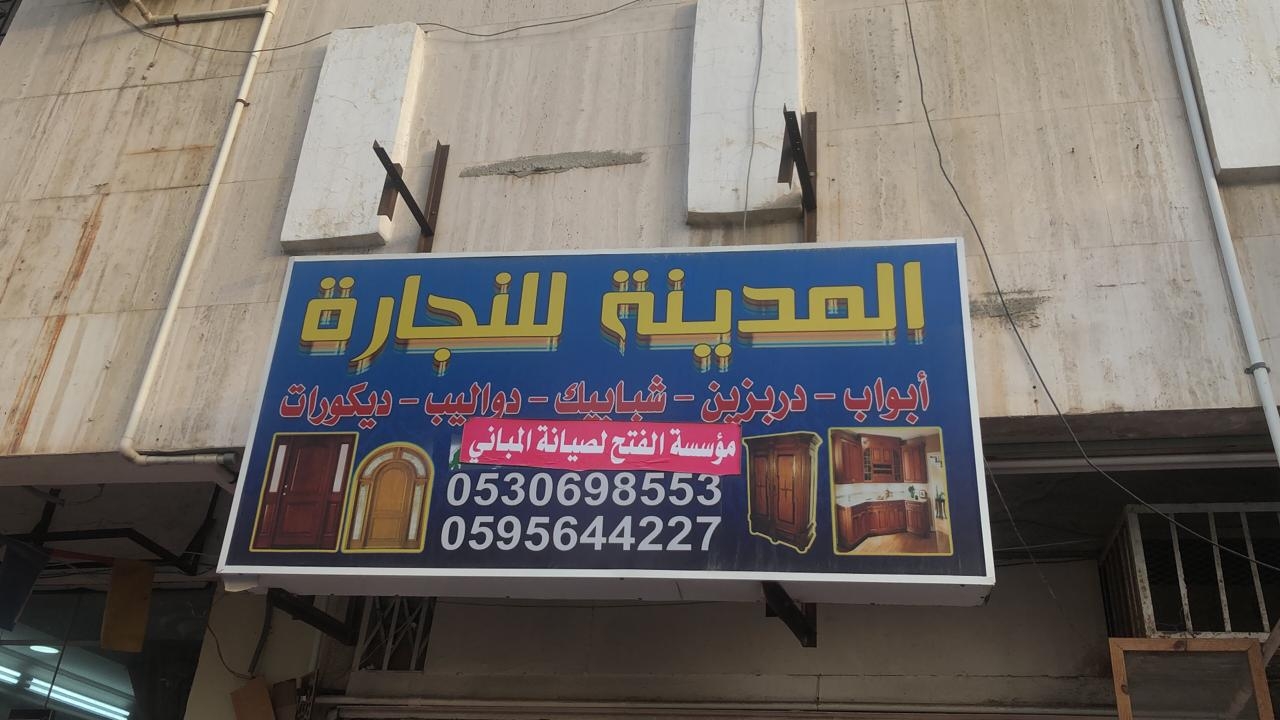 المدينة للنجارة
أبواب - دربزين - شبابيك - دواليب - ديكورات
مؤسسة الفتح لصيانة المباني
0530698553
0595644227